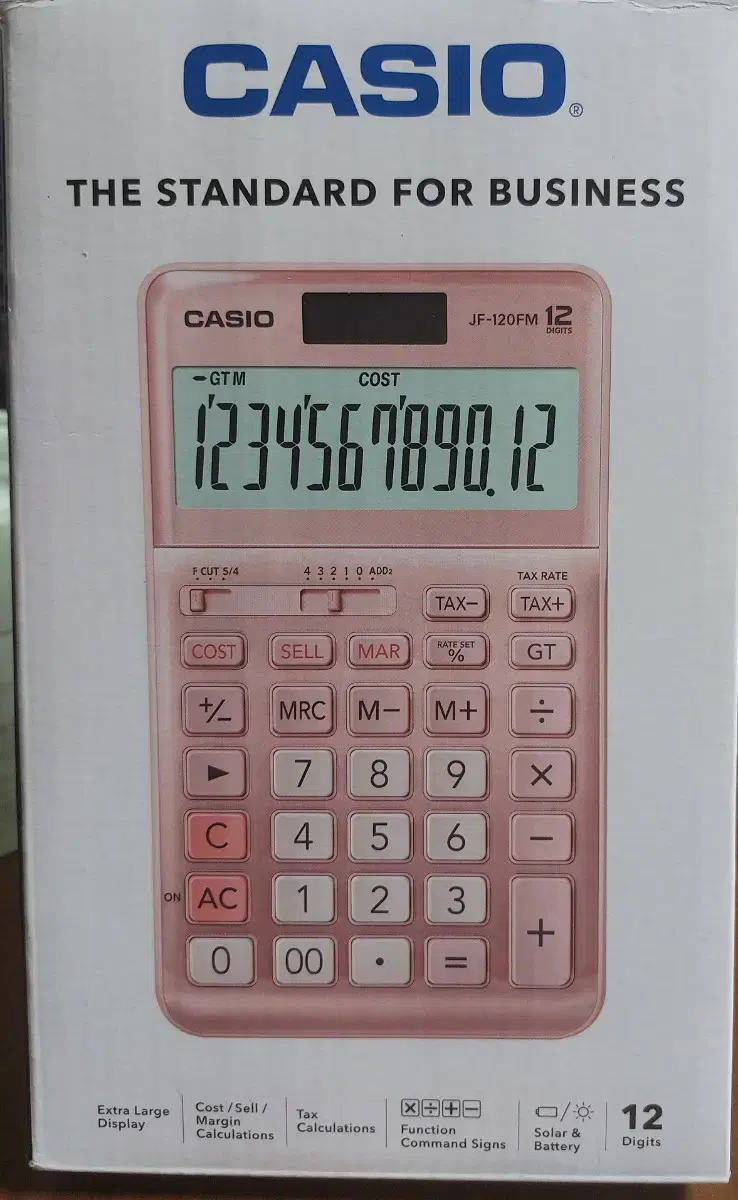 CASIO®
THE STANDARD FOR BUSINESS
CASIO JF-120FM 12 DIGITS
−GT M COST
1'234'567'890.12
F CUT 5/4 4 3 2 1 0 ADD2 TAX RATE
TAX− TAX+
COST SELL MAR RATE SET % GT
+/− MRC M− M+ ÷
▶ 7 8 9 ×
C 4 5 6 −
ON AC 1 2 3 +
0 00 • =
Extra Large
Display
Cost / Sell /
Margin
Calculations
Tax
Calculations
× ÷ + −
Function
Command Signs
Solar &
Battery
12
Digits